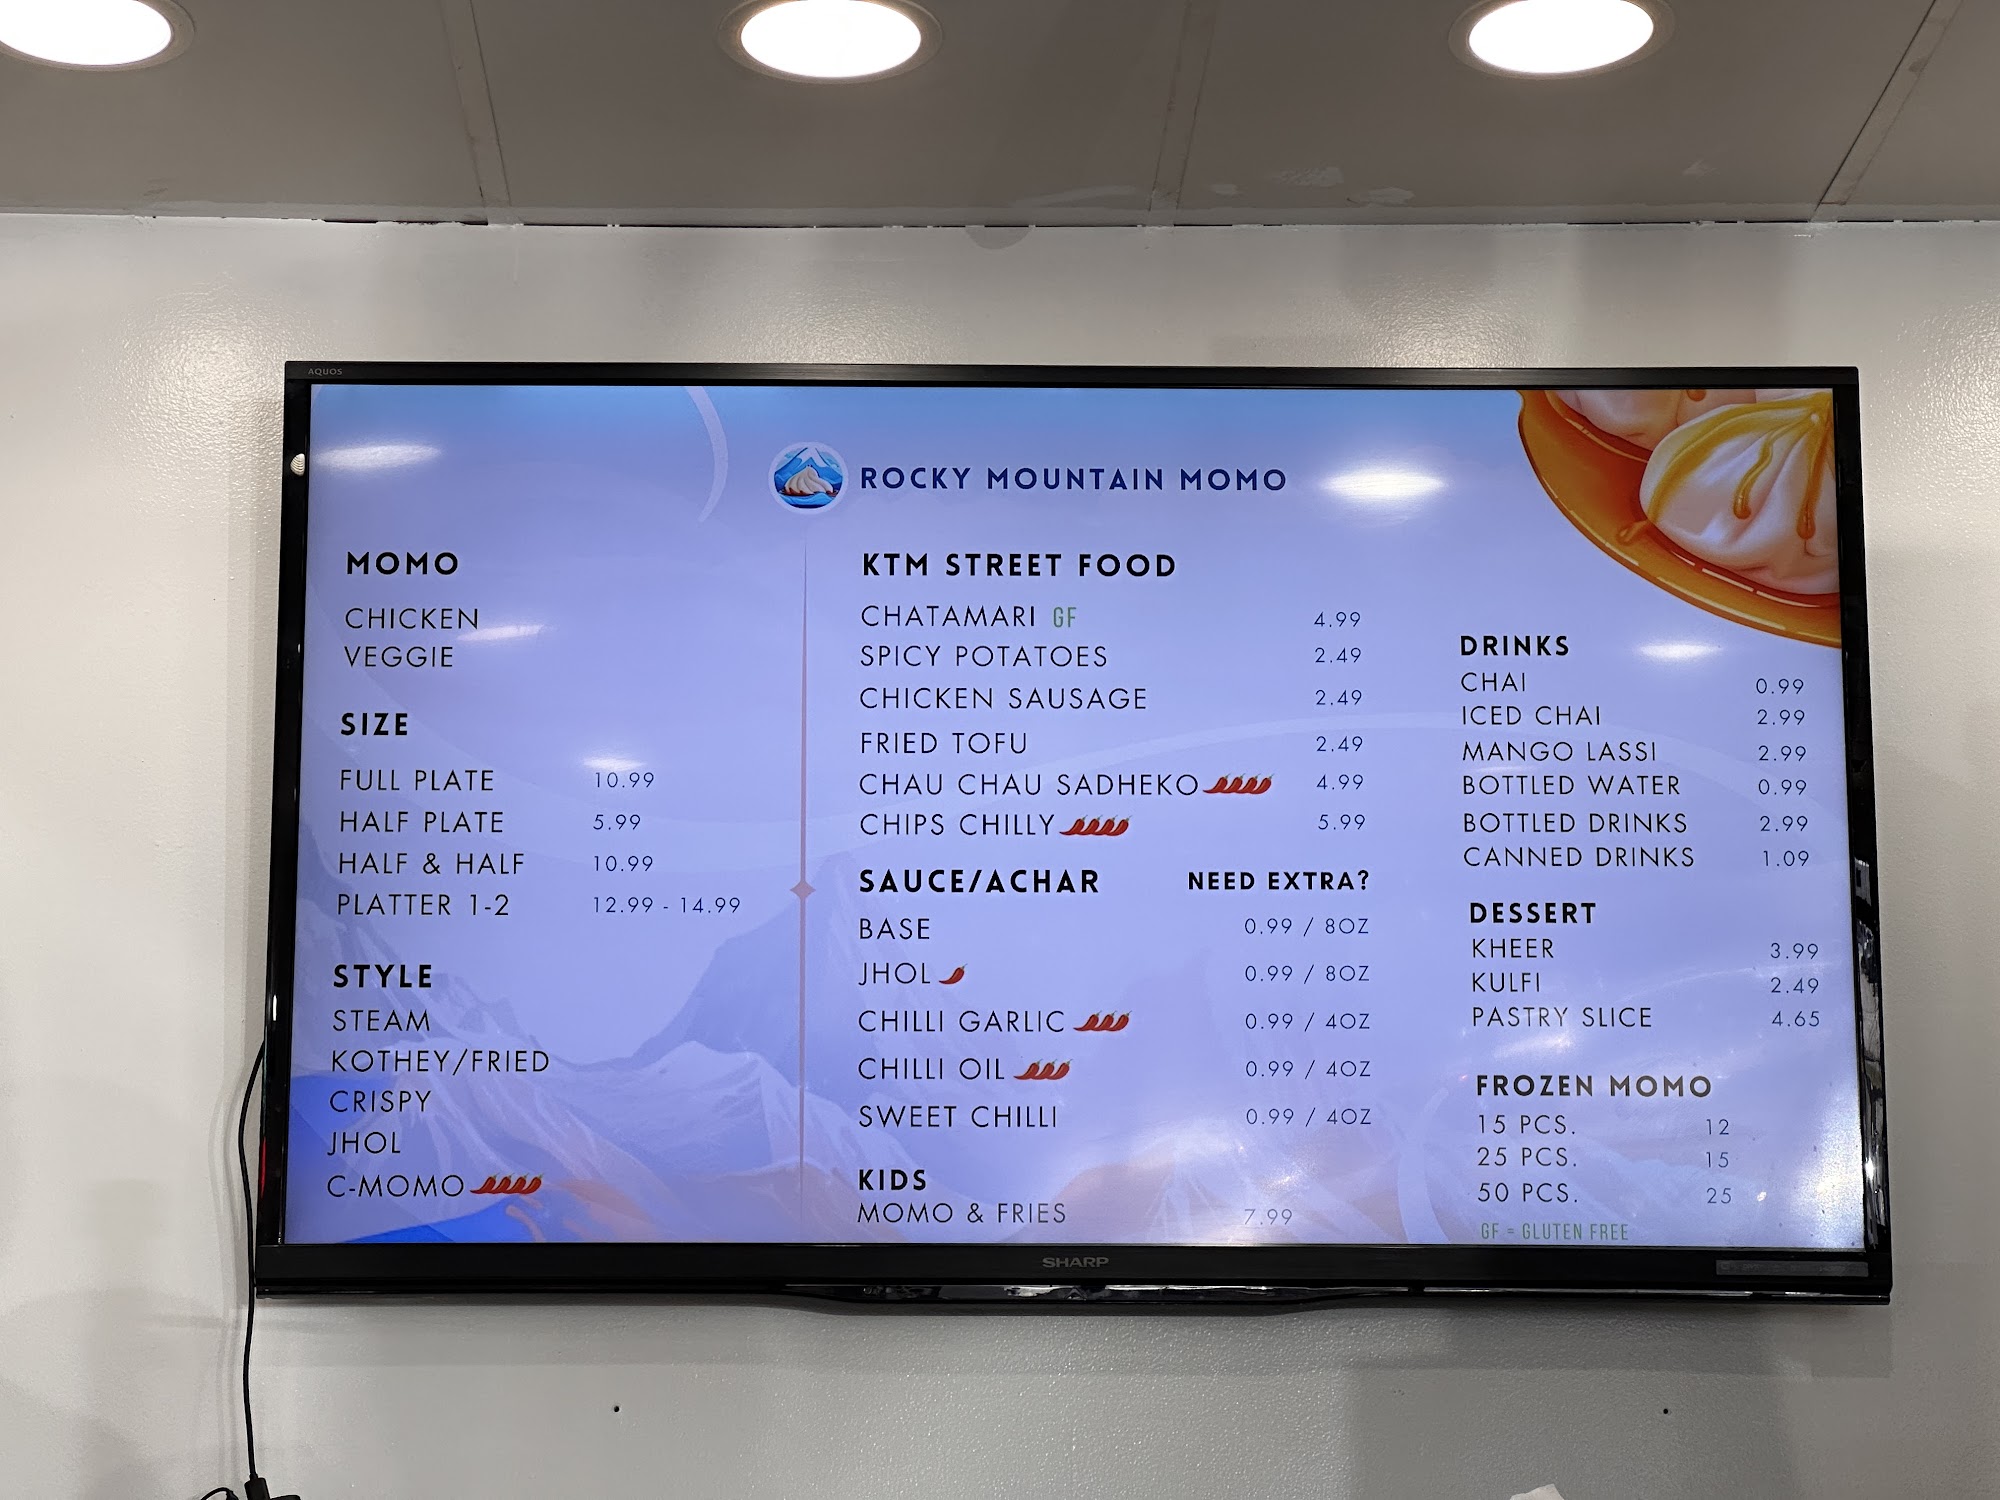 AQUOS
ROCKY MOUNTAIN MOMO
MOMO
CHICKEN
VEGGIE
SIZE
FULL PLATE 10.99
HALF PLATE 5.99
HALF & HALF 10.99
PLATTER 1-2 12.99 - 14.99
STYLE
STEAM
KOTHEY/FRIED
CRISPY
JHOL
C-MOMO
KTM STREET FOOD
CHATAMARI GF 4.99
SPICY POTATOES 2.49
CHICKEN SAUSAGE 2.49
FRIED TOFU 2.49
CHAU CHAU SADHEKO 4.99
CHIPS CHILLY 5.99
SAUCE/ACHAR NEED EXTRA?
BASE 0.99 / 8OZ
JHOL 0.99 / 8OZ
CHILLI GARLIC 0.99 / 4OZ
CHILLI OIL 0.99 / 4OZ
SWEET CHILLI 0.99 / 4OZ
KIDS
MOMO & FRIES 7.99
DRINKS
CHAI 0.99
ICED CHAI 2.99
MANGO LASSI 2.99
BOTTLED WATER 0.99
BOTTLED DRINKS 2.99
CANNED DRINKS 1.09
DESSERT
KHEER 3.99
KULFI 2.49
PASTRY SLICE 4.65
FROZEN MOMO
15 PCS. 12
25 PCS. 15
50 PCS. 25
GF = GLUTEN FREE
SHARP